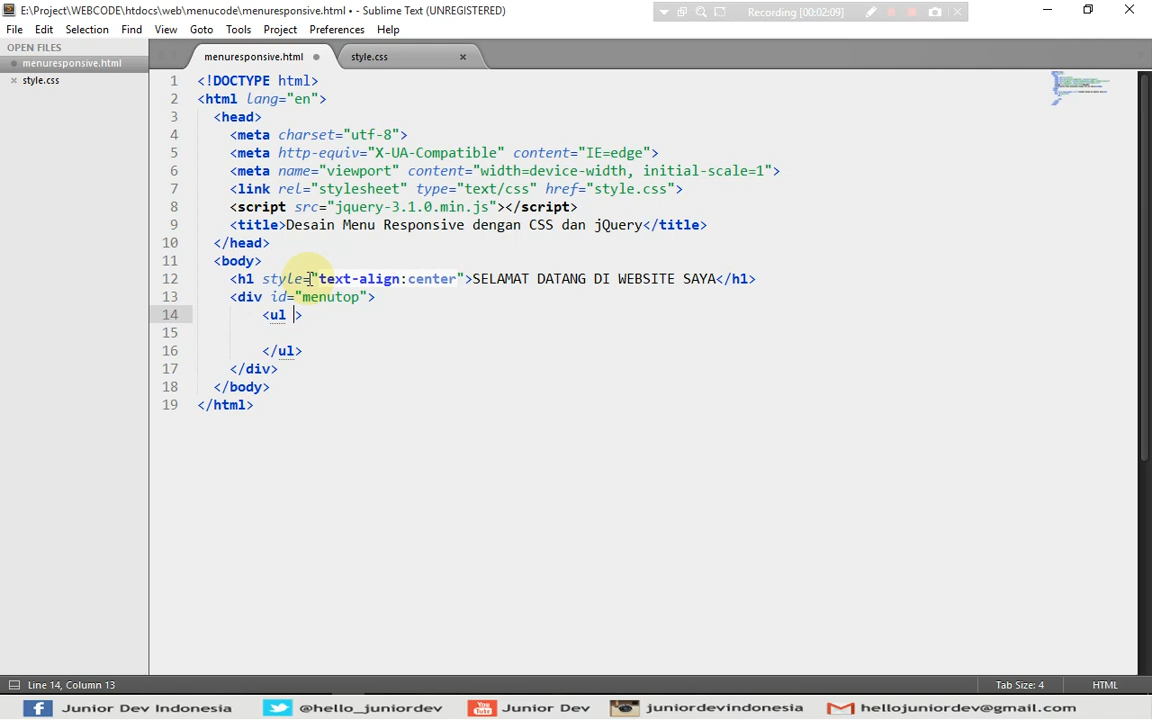 E:\Project\WEBCODE\htdocs\web\menucode\menuresponsive.html • - Sublime Text (UNREGISTERED)
Recording [00:02:09]
File Edit Selection Find View Goto Tools Project Preferences Help
OPEN FILES
menuresponsive.html
style.css
menuresponsive.html
style.css
1 <!DOCTYPE html>
2 <html lang="en">
3 <head>
4 <meta charset="utf-8">
5 <meta http-equiv="X-UA-Compatible" content="IE=edge">
6 <meta name="viewport" content="width=device-width, initial-scale=1">
7 <link rel="stylesheet" type="text/css" href="style.css">
8 <script src="jquery-3.1.0.min.js"></script>
9 <title>Desain Menu Responsive dengan CSS dan jQuery</title>
10 </head>
11 <body>
12 <h1 style="text-align:center">SELAMAT DATANG DI WEBSITE SAYA</h1>
13 <div id="menutop">
14 <ul >
15
16 </ul>
17 </div>
18 </body>
19 </html>
Line 14, Column 13
Tab Size: 4
HTML
Junior Dev Indonesia
@hello_juniordev
You Tube
Junior Dev
juniordevindonesia
hellojuniordev@gmail.com